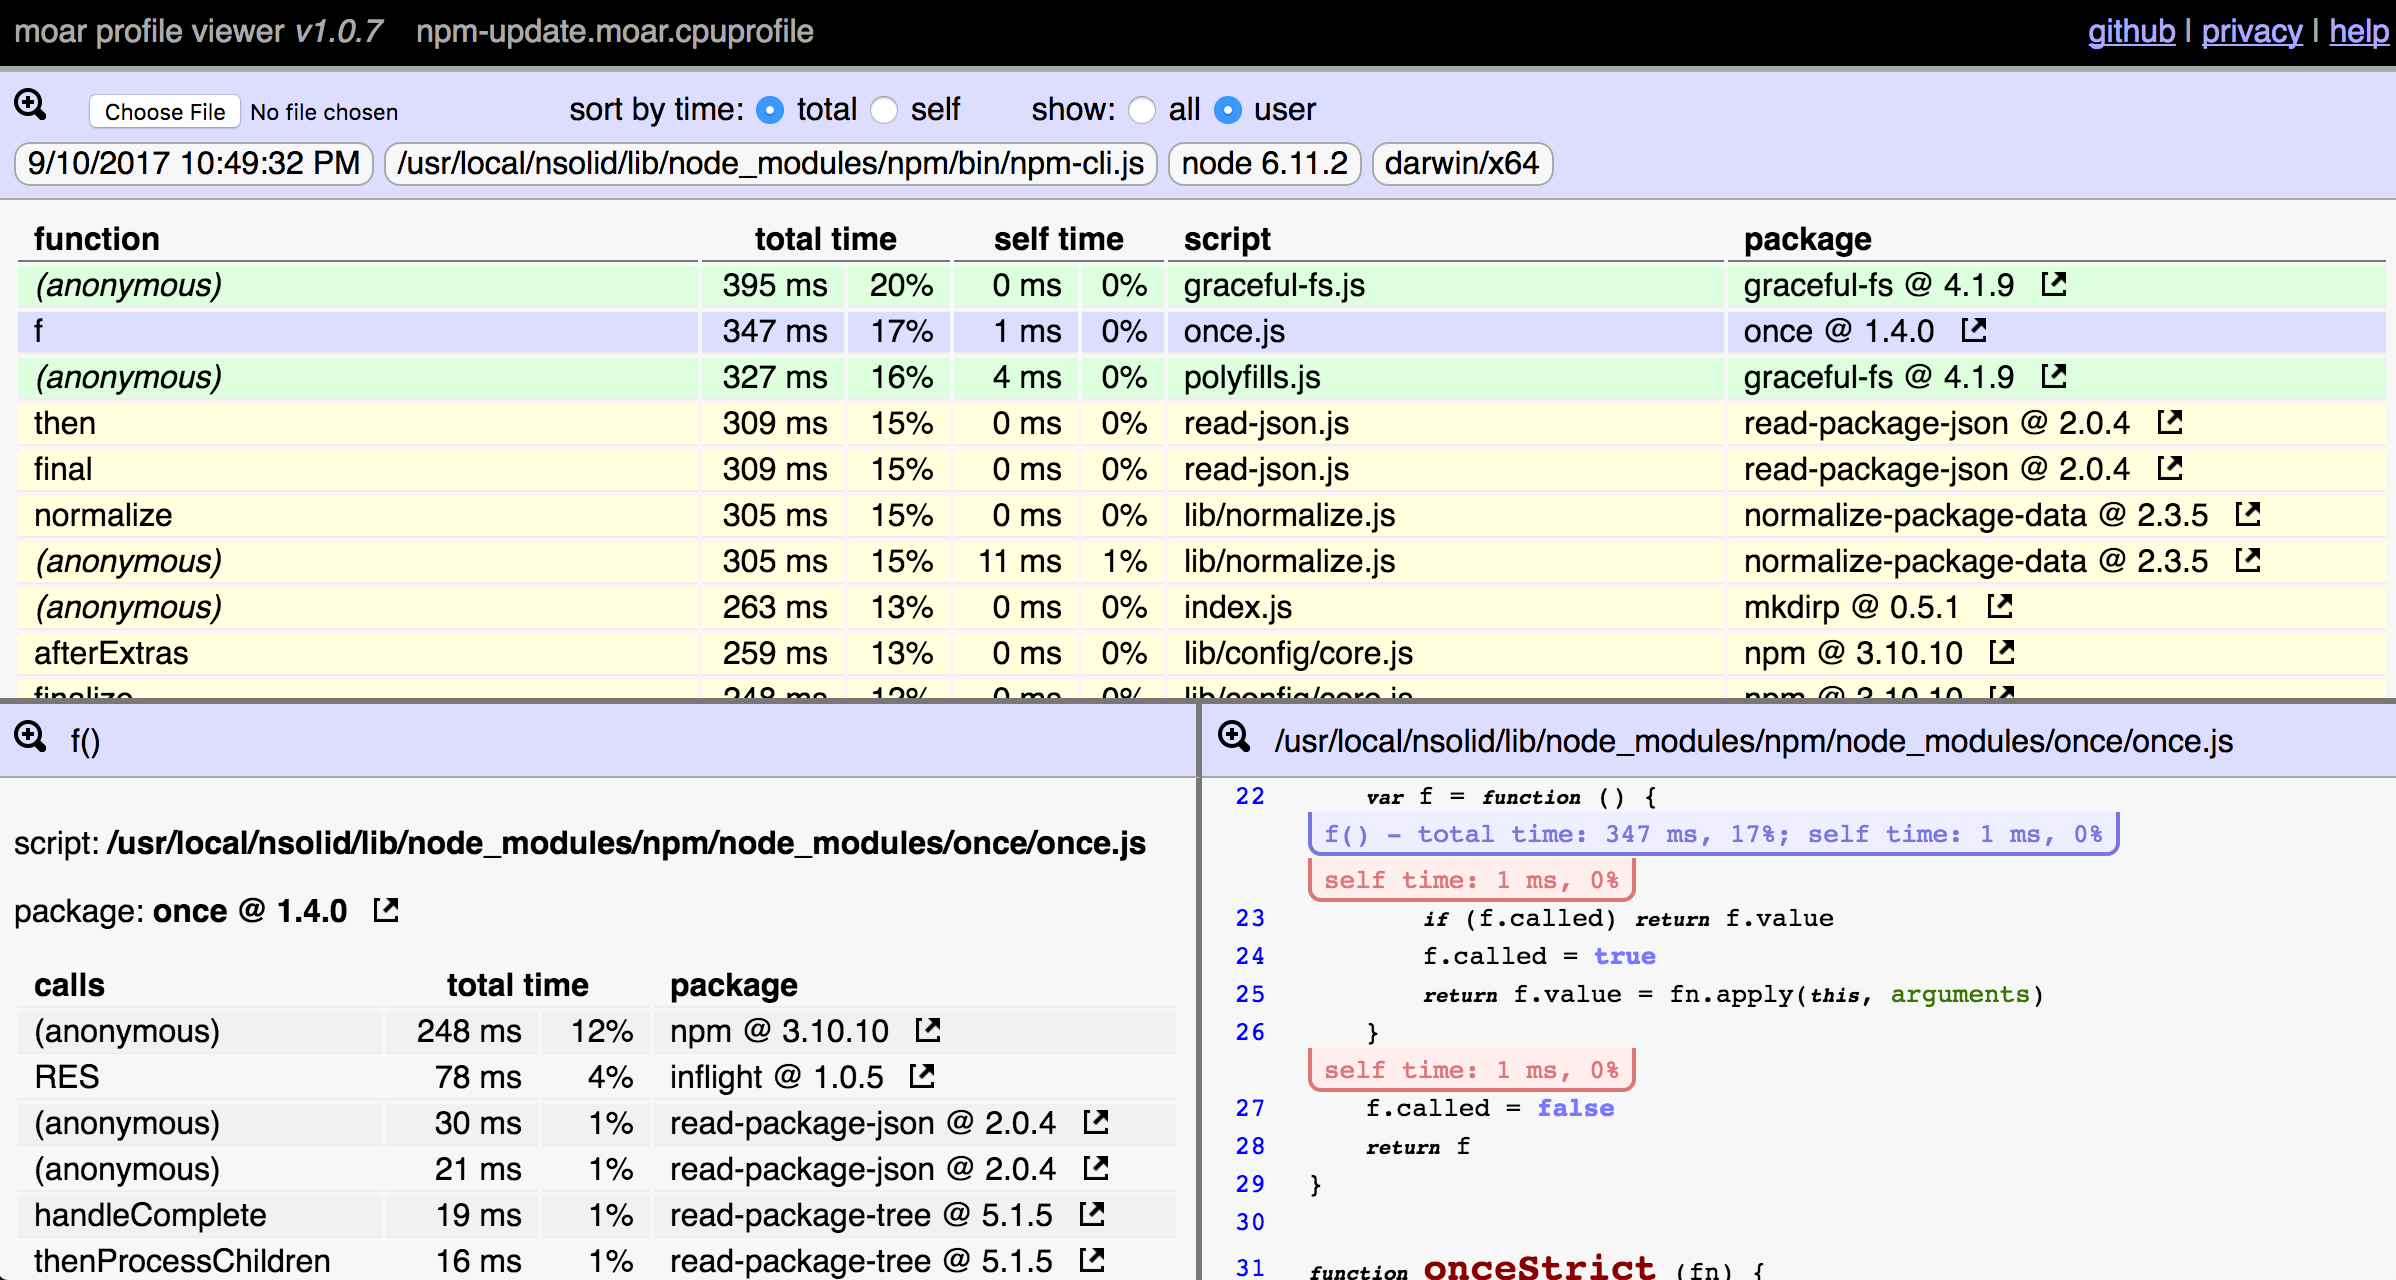 moar profile viewer v1.0.7 npm-update.moar.cpuprofile github | privacy | help
Choose File No file chosen sort by time: total self show: all user
9/10/2017 10:49:32 PM /usr/local/nsolid/lib/node_modules/npm/bin/npm-cli.js node 6.11.2 darwin/x64
function total time self time script package
(anonymous) 395 ms 20% 0 ms 0% graceful-fs.js graceful-fs @ 4.1.9
f 347 ms 17% 1 ms 0% once.js once @ 1.4.0
(anonymous) 327 ms 16% 4 ms 0% polyfills.js graceful-fs @ 4.1.9
then 309 ms 15% 0 ms 0% read-json.js read-package-json @ 2.0.4
final 309 ms 15% 0 ms 0% read-json.js read-package-json @ 2.0.4
normalize 305 ms 15% 0 ms 0% lib/normalize.js normalize-package-data @ 2.3.5
(anonymous) 305 ms 15% 11 ms 1% lib/normalize.js normalize-package-data @ 2.3.5
(anonymous) 263 ms 13% 0 ms 0% index.js mkdirp @ 0.5.1
afterExtras 259 ms 13% 0 ms 0% lib/config/core.js npm @ 3.10.10
finalize 248 ms 12% 0 ms 0% lib/config/core.js npm @ 3.10.10
f()
script: /usr/local/nsolid/lib/node_modules/npm/node_modules/once/once.js
package: once @ 1.4.0
calls total time package
(anonymous) 248 ms 12% npm @ 3.10.10
RES 78 ms 4% inflight @ 1.0.5
(anonymous) 30 ms 1% read-package-json @ 2.0.4
(anonymous) 21 ms 1% read-package-json @ 2.0.4
handleComplete 19 ms 1% read-package-tree @ 5.1.5
thenProcessChildren 16 ms 1% read-package-tree @ 5.1.5
/usr/local/nsolid/lib/node_modules/npm/node_modules/once/once.js
22 var f = function () {
f() - total time: 347 ms, 17%; self time: 1 ms, 0%
self time: 1 ms, 0%
23 if (f.called) return f.value
24 f.called = true
25 return f.value = fn.apply(this, arguments)
26 }
self time: 1 ms, 0%
27 f.called = false
28 return f
29 }
30
31 function onceStrict (fn) {